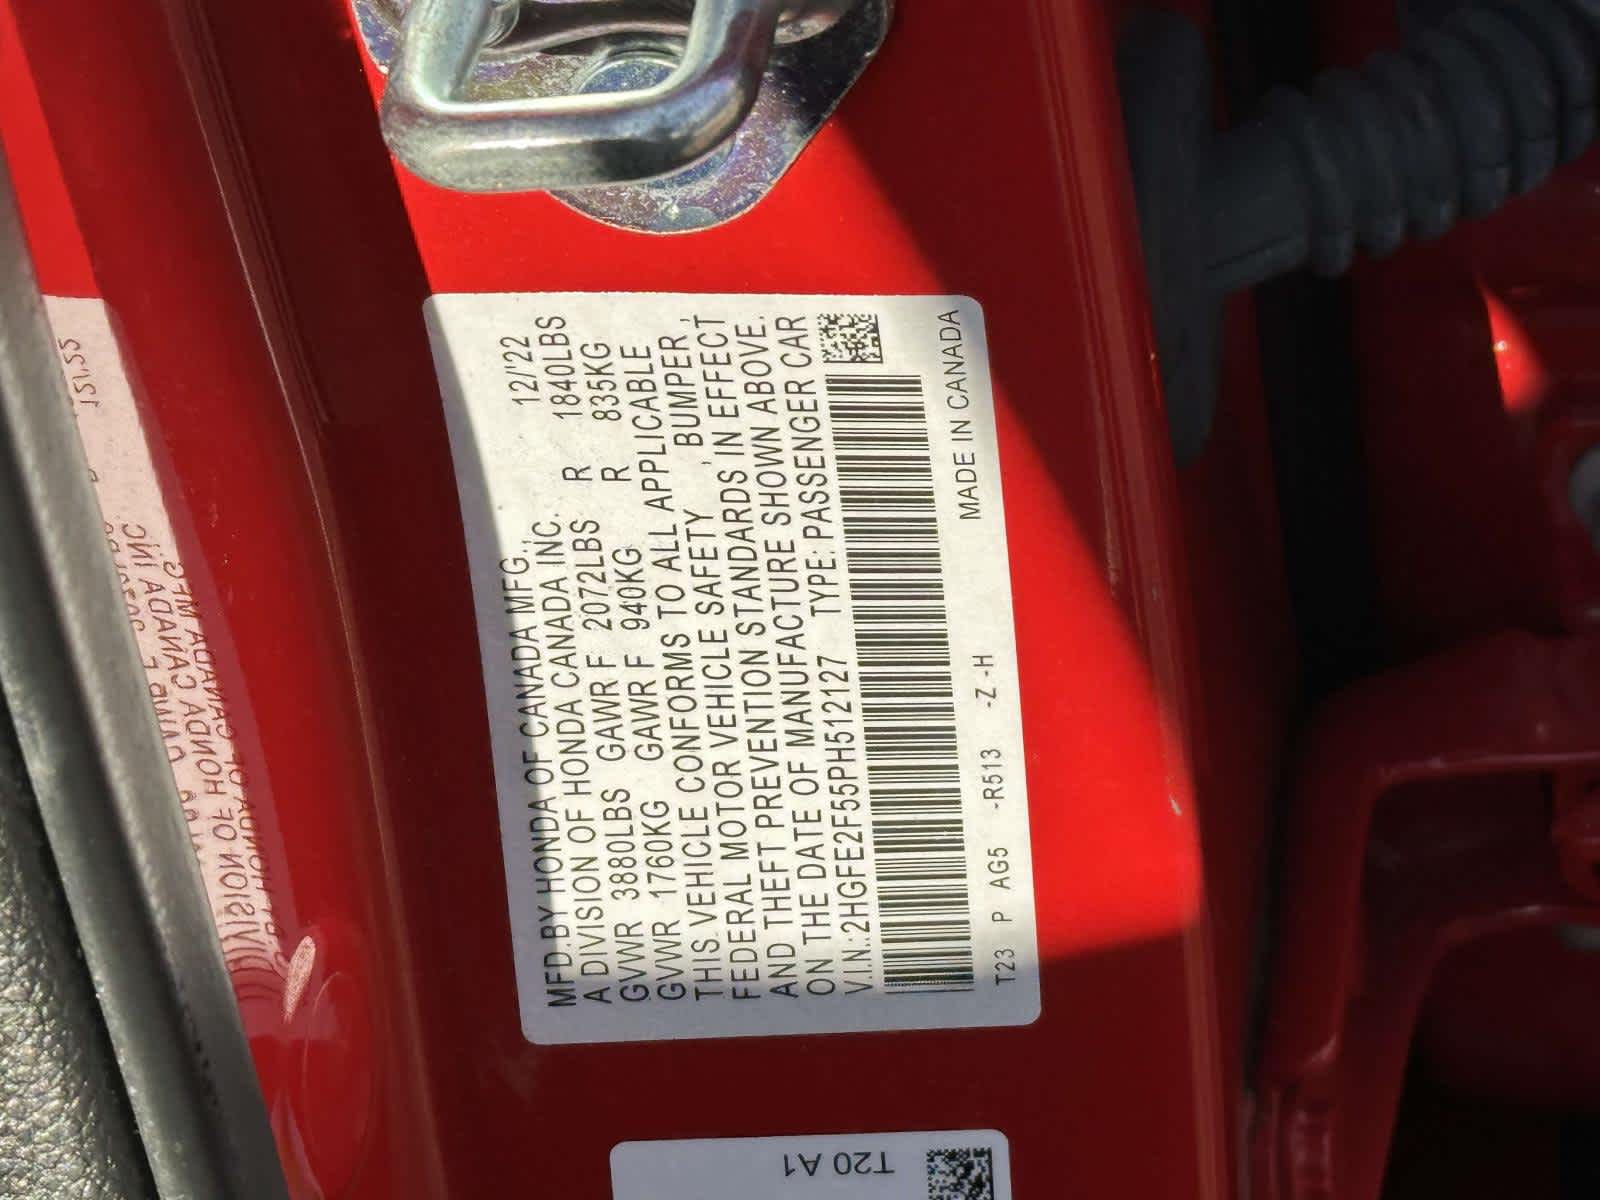 MFD.BY HONDA OF CANADA MFG., 12/'22
A DIVISION OF HONDA CANADA INC.
GVWR 3880LBS GAWR F 2072LBS R 1840LBS
GVWR 1760KG GAWR F 940KG R 835KG
THIS VEHICLE CONFORMS TO ALL APPLICABLE
FEDERAL MOTOR VEHICLE SAFETY, BUMPER,
AND THEFT PREVENTION STANDARDS IN EFFECT
ON THE DATE OF MANUFACTURE SHOWN ABOVE.
V.I.N.:2HGFE2F55PH512127 TYPE: PASSENGER CAR
T23 P AG5 -R513 -Z-H
MADE IN CANADA
T20 A1